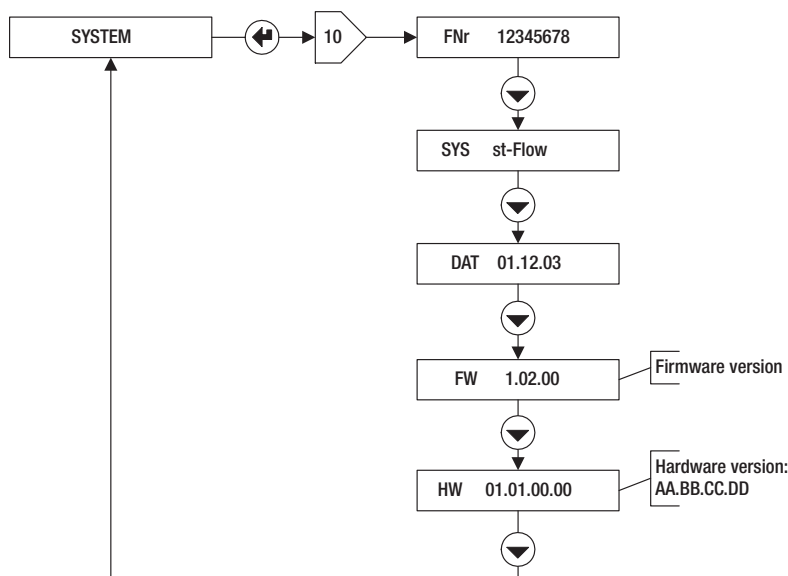 SYSTEM
10
FNr 12345678
SYS st-Flow
DAT 01.12.03
FW 1.02.00
Firmware version
HW 01.01.00.00
Hardware version:
AA.BB.CC.DD